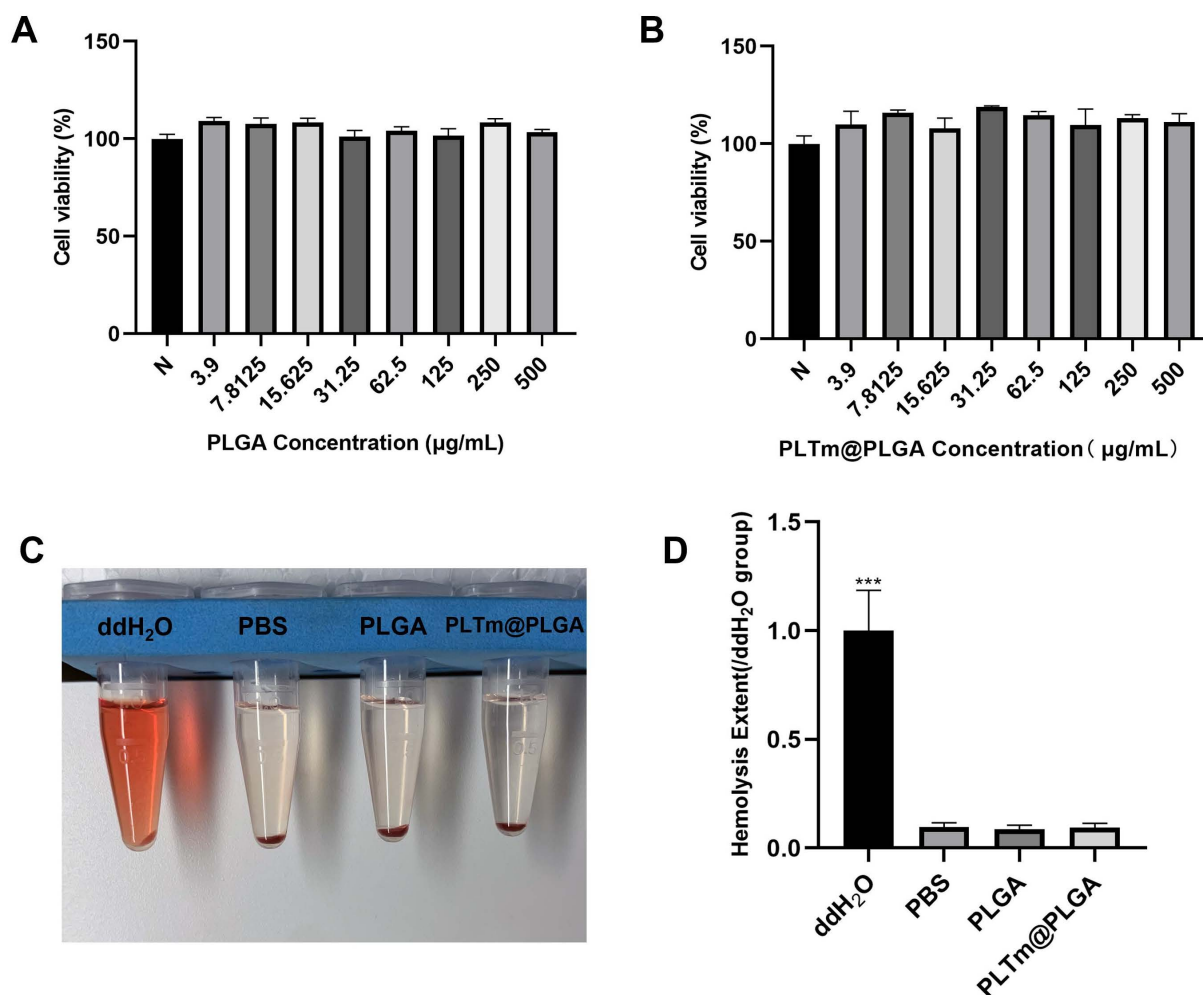 A
Cell viability (%)
150
100
50
0
N
3.9
7.8125
15.625
31.25
62.5
125
250
500
PLGA Concentration (µg/mL)
B
Cell viability (%)
150
100
50
0
N
3.9
7.8125
15.625
31.25
62.5
125
250
500
PLTm@PLGA Concentration（ µg/mL）
C
ddH₂O
PBS
PLGA
PLTm@PLGA
0.5
D
Hemolysis Extent(/ddH₂O group)
1.5
1.0
0.5
0.0
***
ddH₂O
PBS
PLGA
PLTm@PLGA